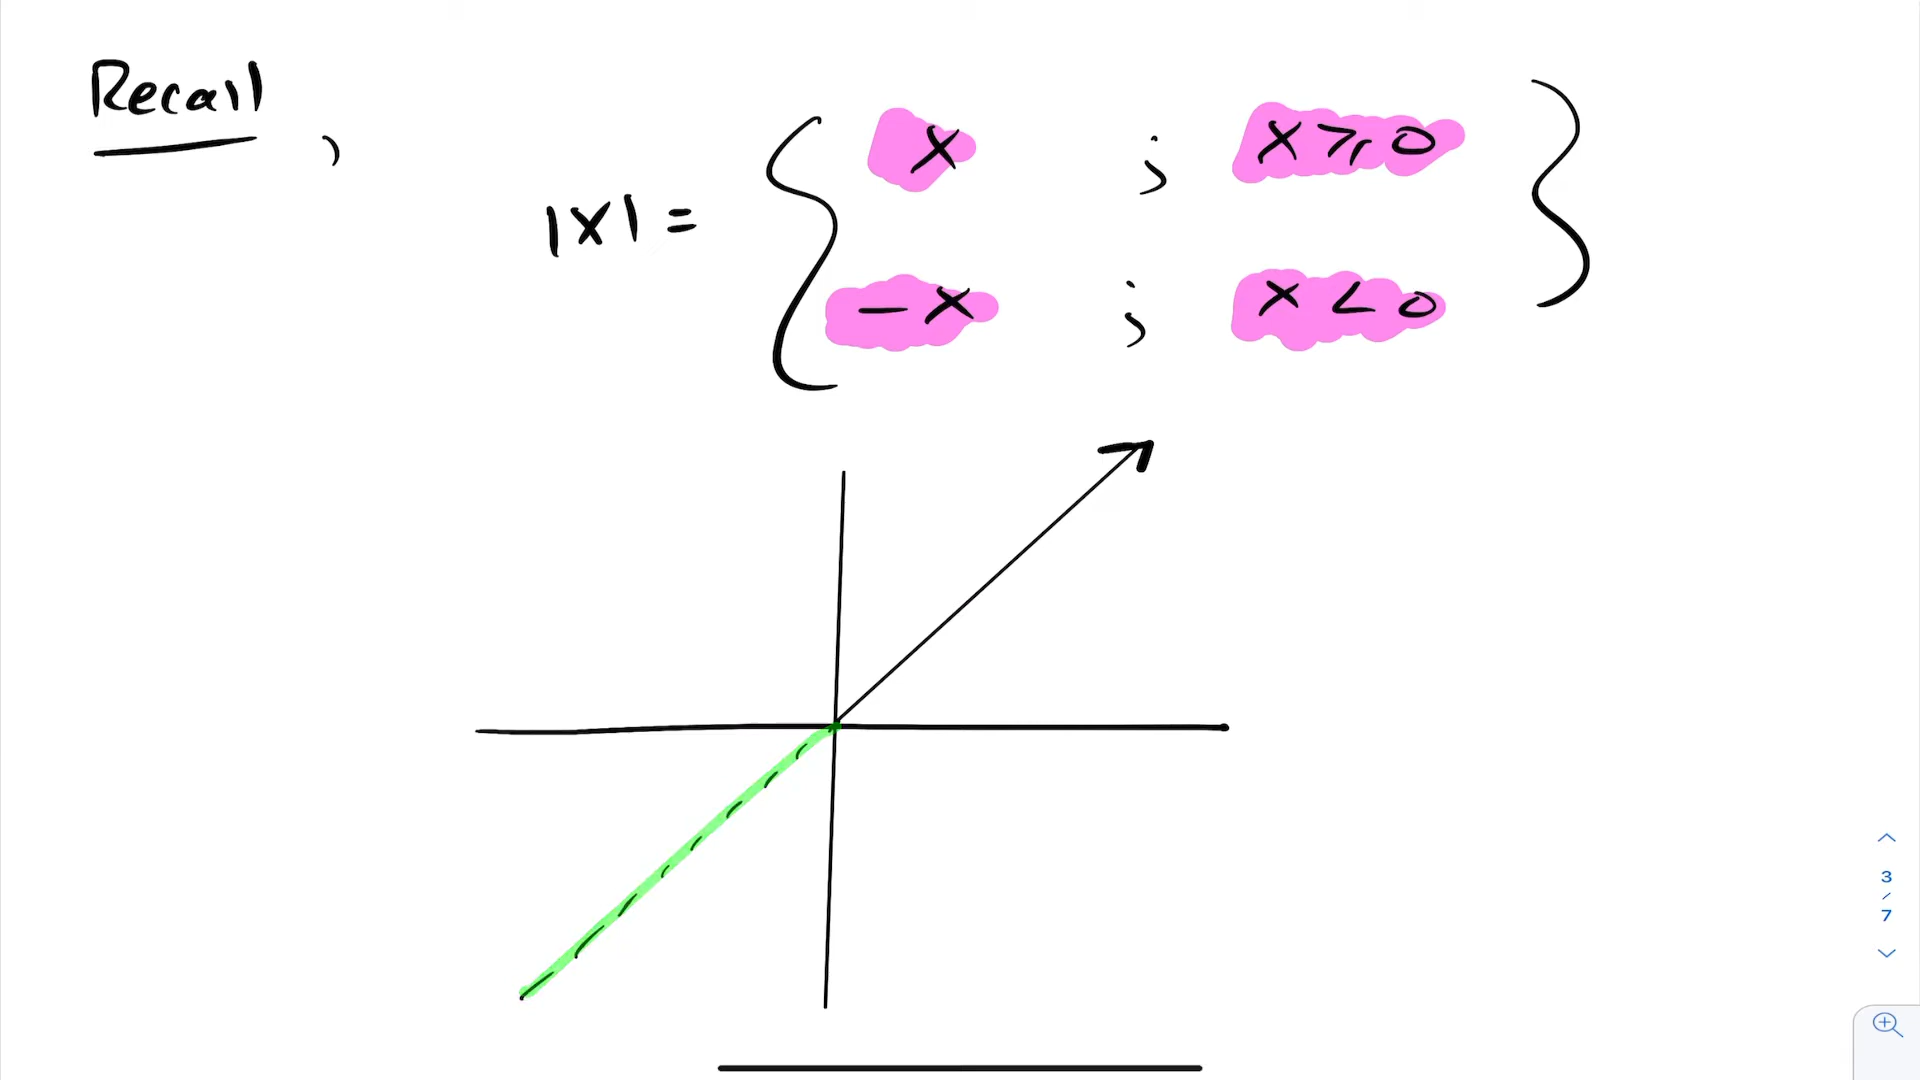 Recall ,
x ; x ⩾ 0
|x| =
- x ; x < 0
3
/
7